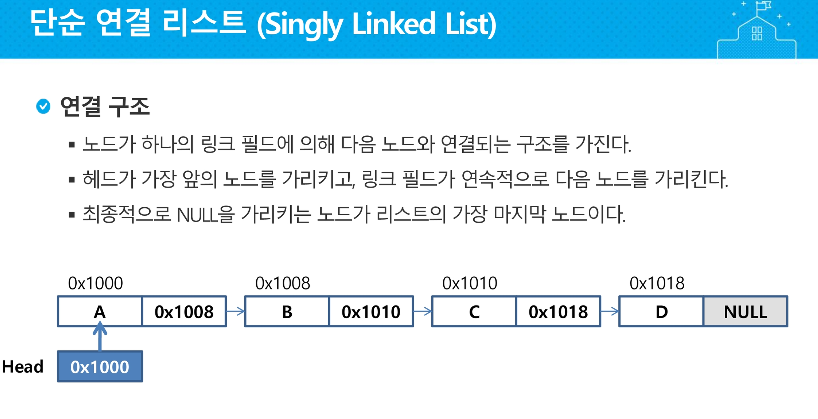 단순 연결 리스트 (Singly Linked List)
연결 구조
▪ 노드가 하나의 링크 필드에 의해 다음 노드와 연결되는 구조를 가진다.
▪ 헤드가 가장 앞의 노드를 가리키고, 링크 필드가 연속적으로 다음 노드를 가리킨다.
▪ 최종적으로 NULL을 가리키는 노드가 리스트의 가장 마지막 노드이다.
0x1000 0x1008 0x1010 0x1018
A 0x1008 B 0x1010 C 0x1018 D NULL
Head 0x1000